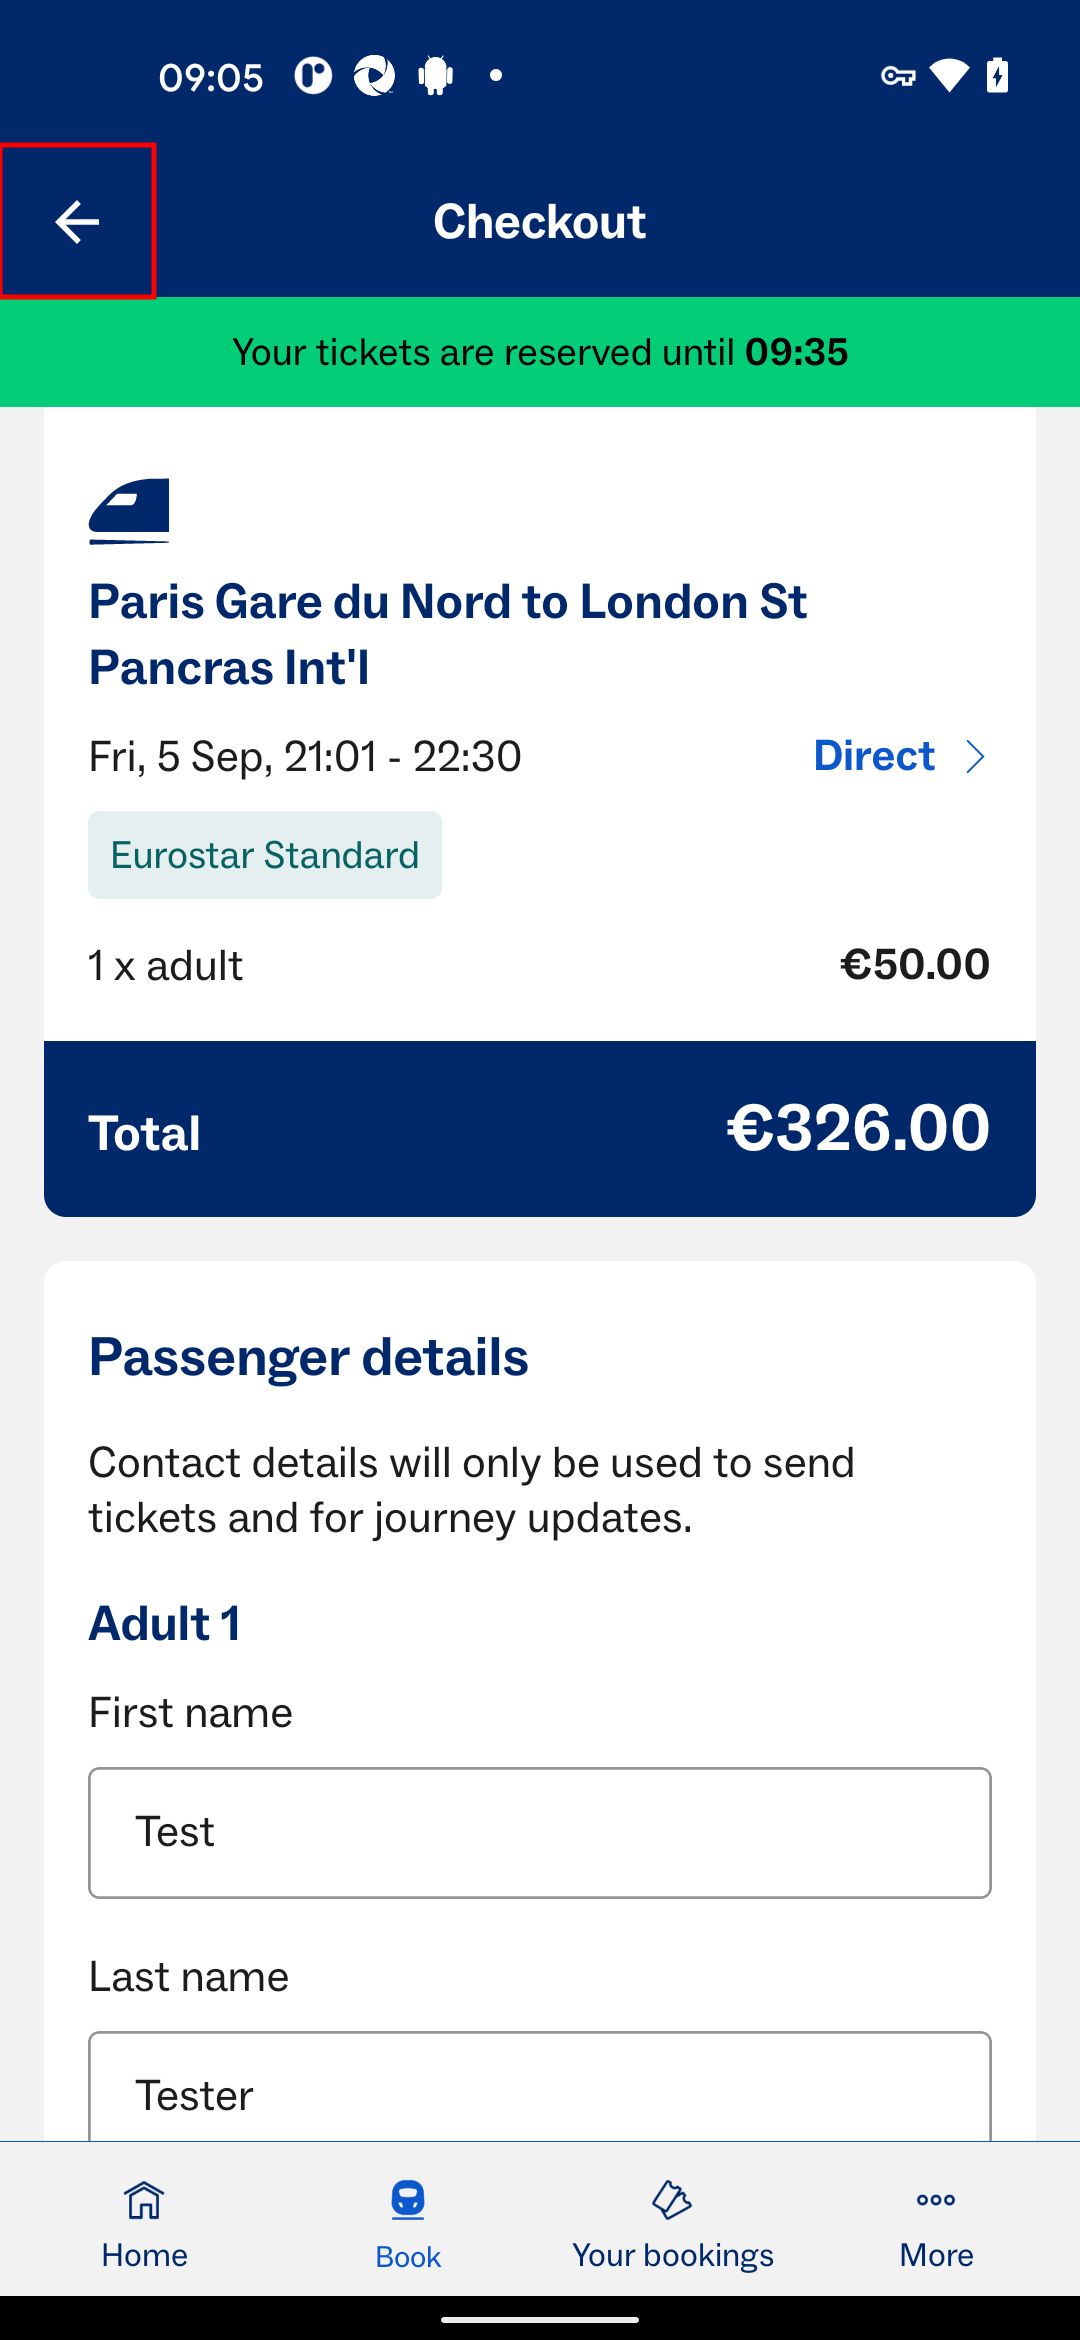 09:05
Checkout
Your tickets are reserved until 09:35
Paris Gare du Nord to London St
Pancras Int'l
Fri, 5 Sep, 21:01 - 22:30
Direct
Eurostar Standard
1 x adult
€50.00
Total
€326.00
Passenger details
Contact details will only be used to send
tickets and for journey updates.
Adult 1
First name
Test
Last name
Tester
Home
Book
Your bookings
More